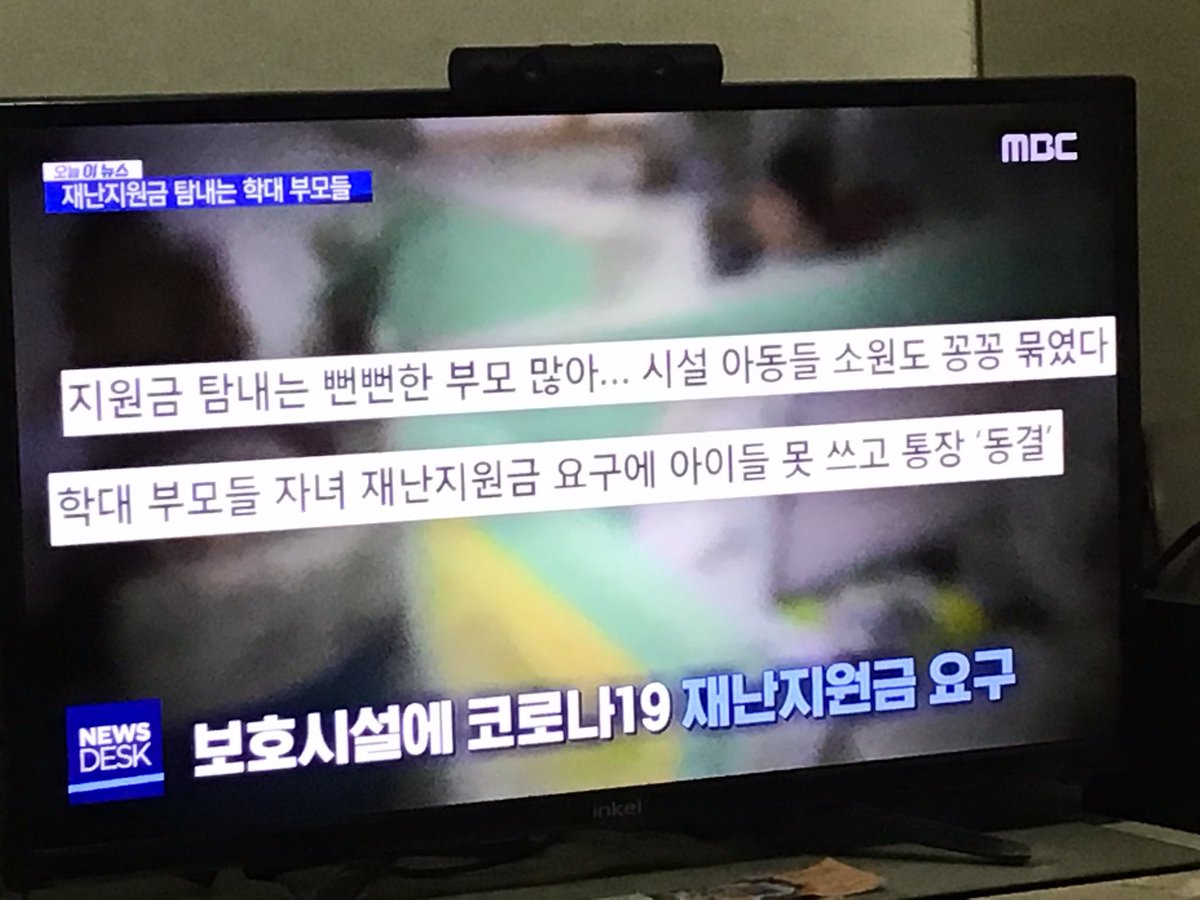 MBC
오늘 이 뉴스
재난지원금 탐내는 학대 부모들
지원금 탐내는 뻔뻔한 부모 많아... 시설 아동들 소원도 꽁꽁 묶였다
학대 부모들 자녀 재난지원금 요구에 아이들 못 쓰고 통장 '동결'
NEWS
DESK
보호시설에 코로나19 재난지원금 요구
inkel